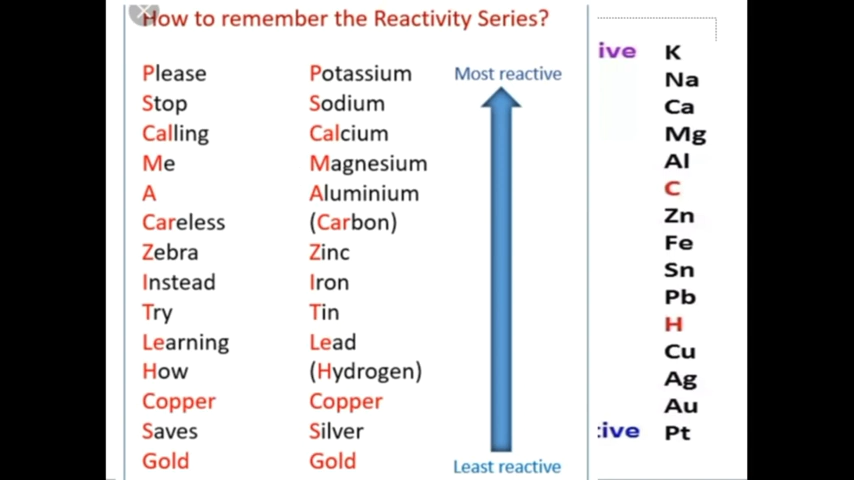 How to remember the Reactivity Series?
Please Potassium Most reactive
Stop Sodium
Calling Calcium
Me Magnesium
A Aluminium
Careless (Carbon)
Zebra Zinc
Instead Iron
Try Tin
Learning Lead
How (Hydrogen)
Copper Copper
Saves Silver
Gold Gold Least reactive
ive K
Na
Ca
Mg
Al
C
Zn
Fe
Sn
Pb
H
Cu
Ag
Au
tive Pt